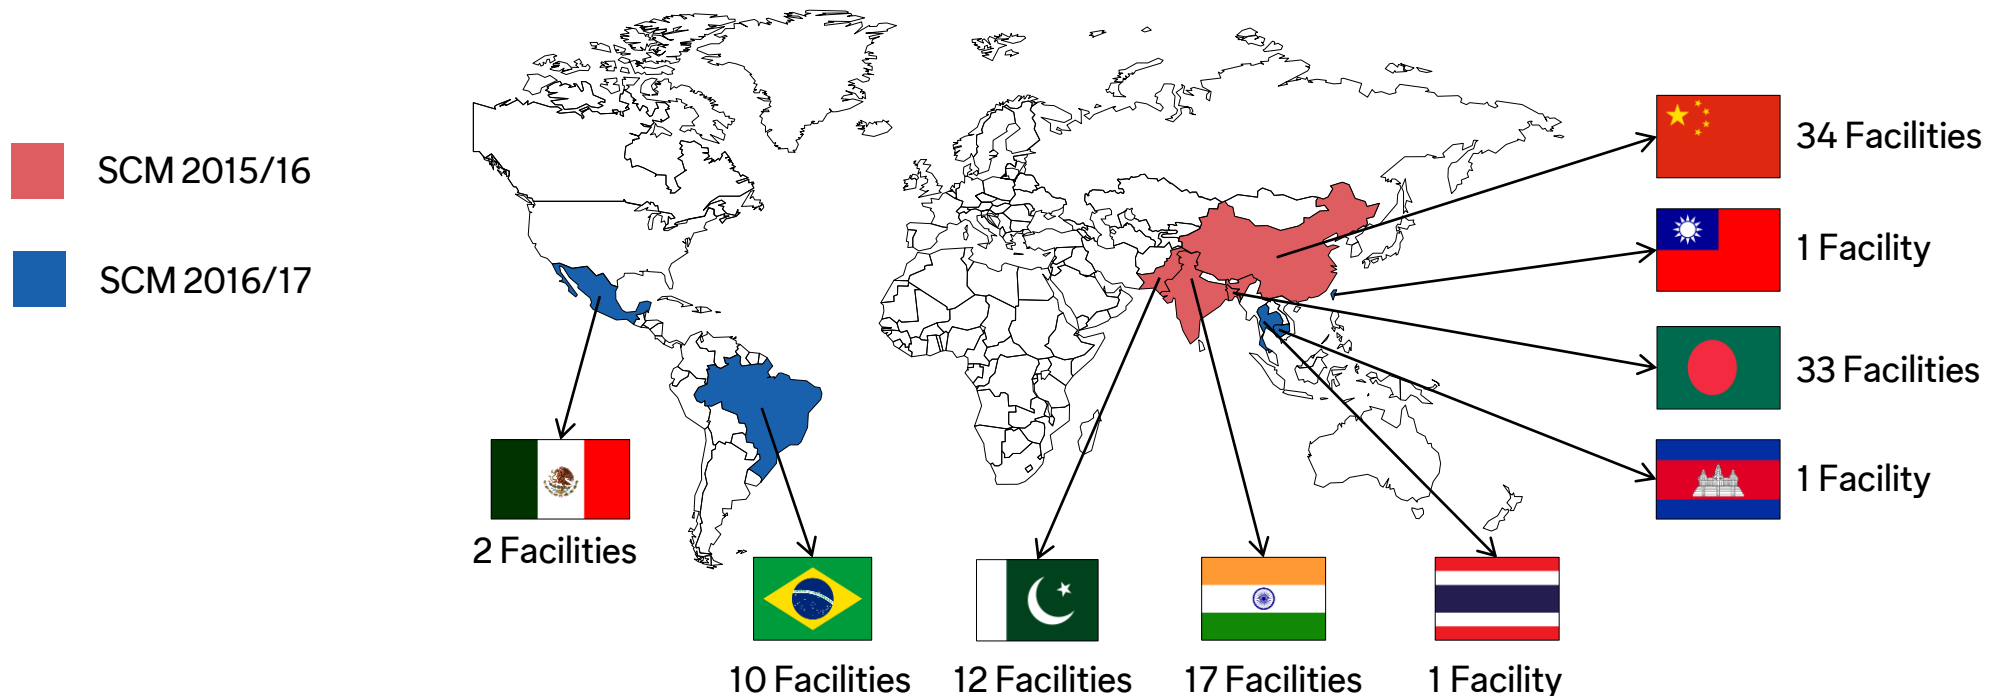 SCM 2015/16
SCM 2016/17
34 Facilities
1 Facility
33 Facilities
1 Facility
2 Facilities
10 Facilities
12 Facilities
17 Facilities
1 Facility